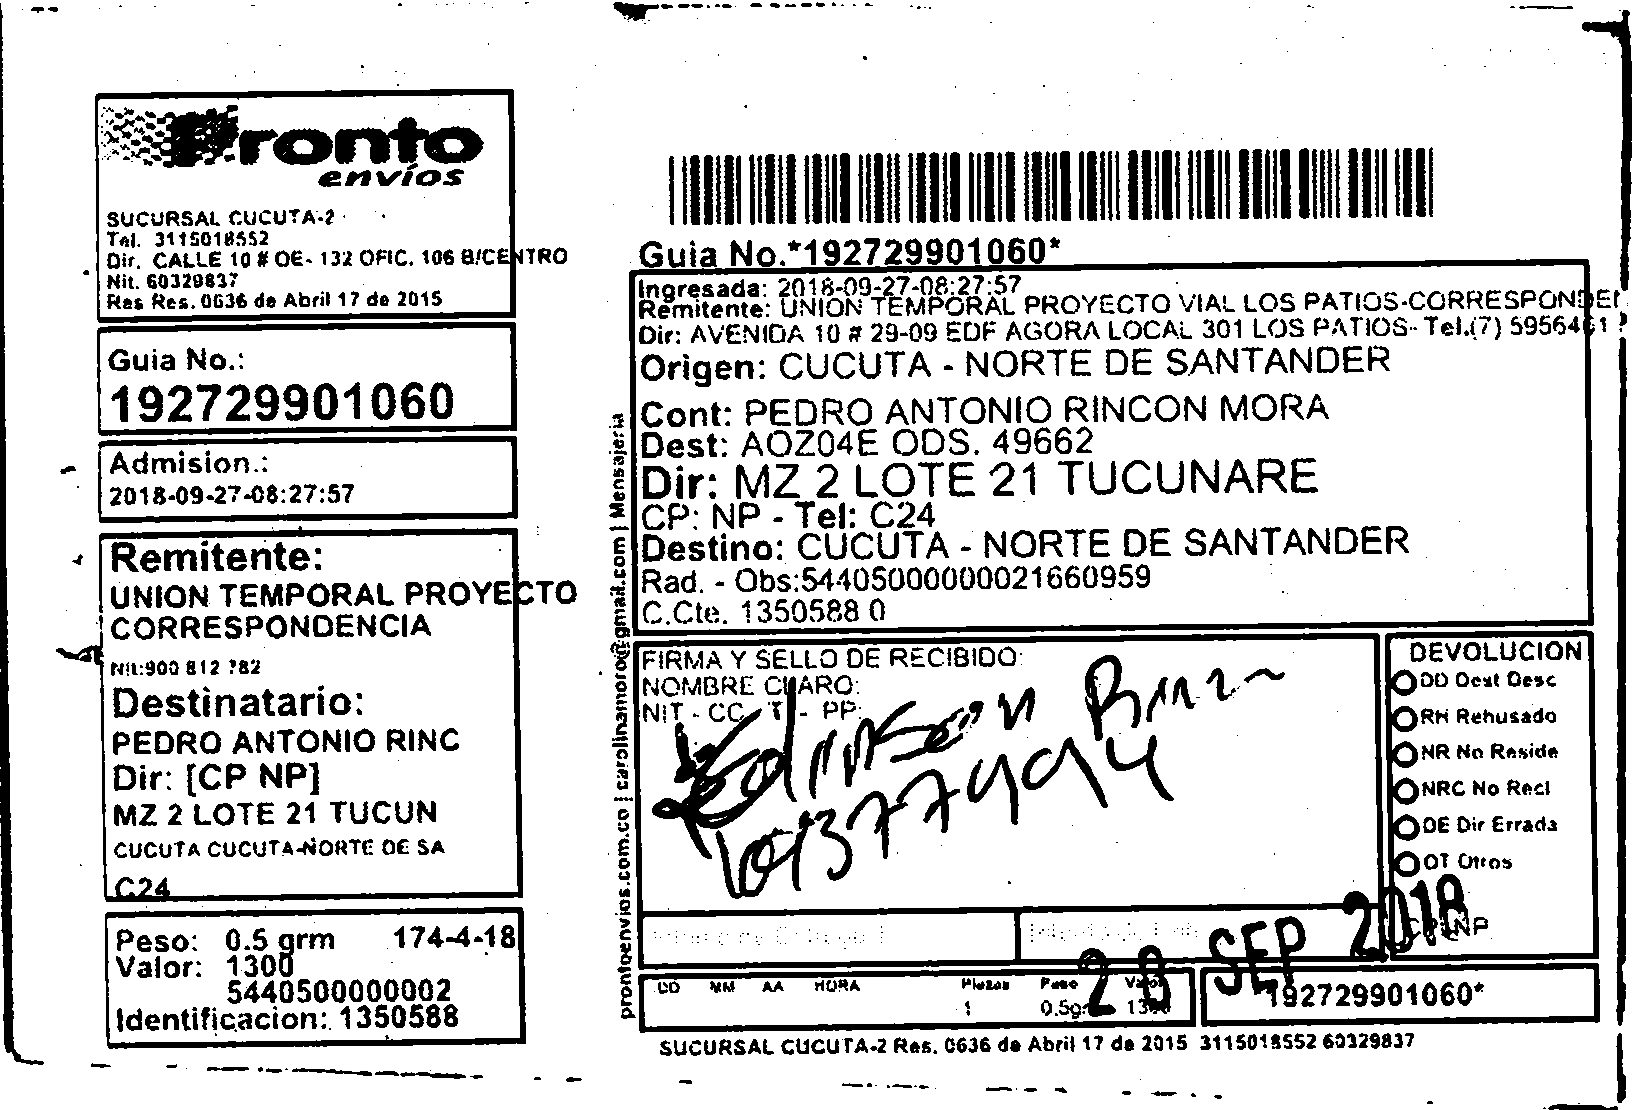 Pronto
envíos
SUCURSAL CUCUTA-2
Tel. 3115018552
Dir. CALLE 10 # OE- 132 OFIC. 106 B/CENTRO
Nit. 60329837
Res Res. 0636 de Abril 17 de 2015
Guia No.:
192729901060
Admision.:
2018-09-27-08:27:57
Remitente:
UNION TEMPORAL PROYECTO
CORRESPONDENCIA
Nit:900 812 782
Destinatario:
PEDRO ANTONIO RINC
Dir: [CP NP]
MZ 2 LOTE 21 TUCUN
CUCUTA CUCUTA-NORTE DE SA
C24
Peso: 0.5 grm 174-4-18
Valor: 1300
5440500000002
Identificacion: 1350588
prontoenvios.com.co | carolinamoro@gmail.com | Mensajeria
Guia No.*192729901060*
Ingresada: 2018-09-27-08:27:57
Remitente: UNION TEMPORAL PROYECTO VIAL LOS PATIOS-CORRESPONDEN
Dir: AVENIDA 10 # 29-09 EDF AGORA LOCAL 301 LOS PATIOS- Tel.(7) 5956461
Origen: CUCUTA - NORTE DE SANTANDER
Cont: PEDRO ANTONIO RINCON MORA
Dest: AOZ04E ODS. 49662
Dir: MZ 2 LOTE 21 TUCUNARE
CP: NP - Tel: C24
Destino: CUCUTA - NORTE DE SANTANDER
Rad. - Obs:54405000000021660959
C.Cte. 1350588 0
FIRMA Y SELLO DE RECIBIDO:
NOMBRE CLARO:
NIT - CC - TI - PP:
Edinson
DEVOLUCION
DD Dest Desc
RH Rehusado
NR No Reside
NRC No Recl
DE Dir Errada
OT Otros
CP:NP
28 SEP 2018
DD MM AA HORA Piezas Peso Valor
1 0.5gr 1300
*192729901060*
SUCURSAL CUCUTA-2 Res. 0636 de Abril 17 de 2015 3115018552 60329837